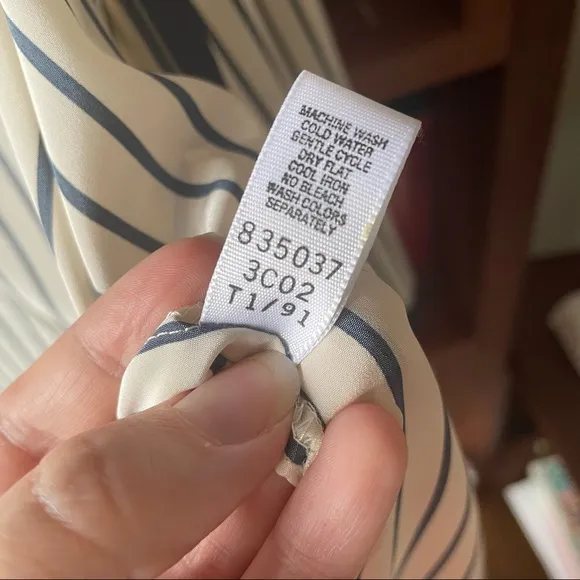 MACHINE WASH
COLD WATER
GENTLE CYCLE
DRY FLAT
COOL IRON
NO BLEACH
WASH COLORS
SEPARATELY
835037
3C02
T1/91